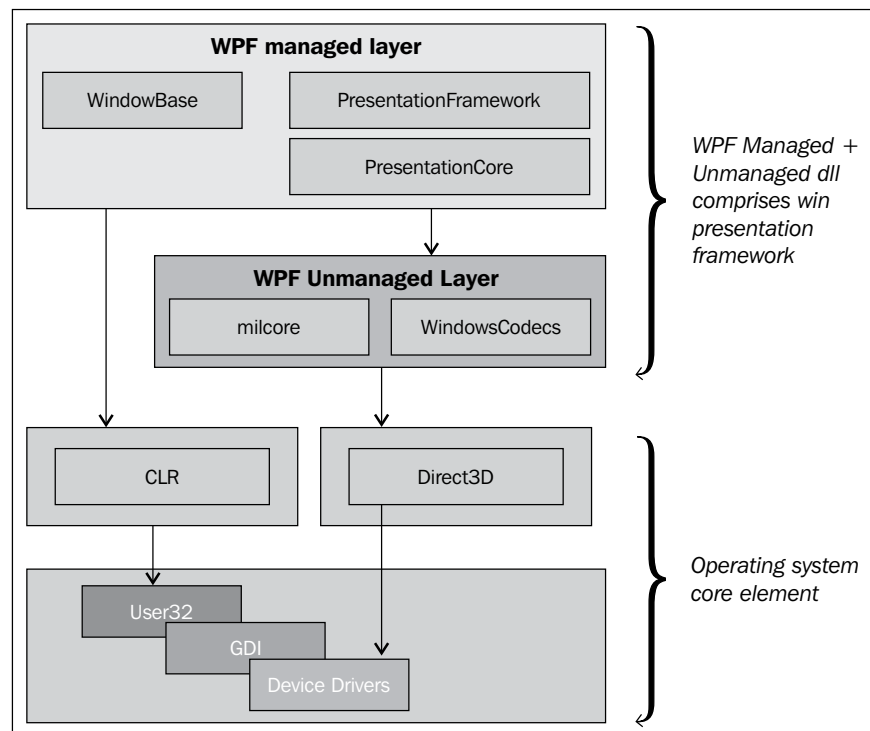 WPF managed layer
WindowBase
PresentationFramework
PresentationCore
WPF Managed +
Unmanaged dll
comprises win
presentation
framework
WPF Unmanaged Layer
milcore
WindowsCodecs
CLR
Direct3D
User32
GDI
Device Drivers
Operating system
core element